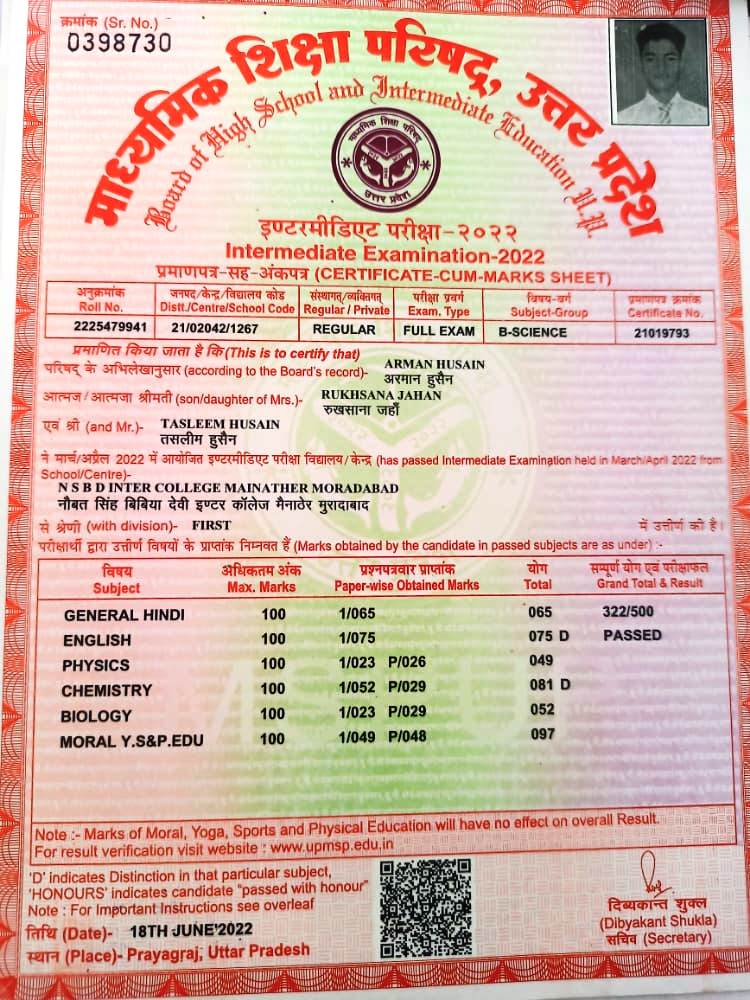 क्रमांक (Sr. No.)
0398730
माध्यमिक शिक्षा परिषद्, उत्तर प्रदेश
Board of High School and Intermediate Education U.P.
माध्यमिक शिक्षा परिषद
उत्तर प्रदेश
इण्टरमीडिएट परीक्षा-२०२२
Intermediate Examination-2022
प्रमाणपत्र-सह-अंकपत्र (CERTIFICATE-CUM-MARKS SHEET)
अनुक्रमांक जनपद/केन्द्र/विद्यालय कोड संस्थागत/व्यक्तिगत परीक्षा प्रवर्ग विषय-वर्ग प्रमाणपत्र क्रमांक
Roll No. Distt./Centre/School Code Regular / Private Exam. Type Subject-Group Certificate No.
2225479941 21/02042/1267 REGULAR FULL EXAM B-SCIENCE 21019793
प्रमाणित किया जाता है कि (This is to certify that)
परिषद् के अभिलेखानुसार (according to the Board's record)- ARMAN HUSAIN
अरमान हुसैन
आत्मज/आत्मजा श्रीमती (son/daughter of Mrs.)- RUKHSANA JAHAN
रुखसाना जहाँ
एवं श्री (and Mr.)- TASLEEM HUSAIN
तसलीम हुसैन
ने मार्च/अप्रैल 2022 में आयोजित इण्टरमीडिएट परीक्षा विद्यालय/केन्द्र (has passed Intermediate Examination held in March/April 2022 from
School/Centre)-
N S B D INTER COLLEGE MAINATHER MORADABAD
नौबत सिंह बिबिया देवी इण्टर कॉलेज मैनाठेर मुरादाबाद
से श्रेणी (with division)- FIRST में उत्तीर्ण की है।
परीक्षार्थी द्वारा उत्तीर्ण विषयों के प्राप्तांक निम्नवत हैं (Marks obtained by the candidate in passed subjects are as under) :-
विषय अधिकतम अंक प्रश्नपत्रवार प्राप्तांक योग सम्पूर्ण योग एवं परीक्षाफल
Subject Max. Marks Paper-wise Obtained Marks Total Grand Total & Result
GENERAL HINDI 100 1/065 065 322/500
ENGLISH 100 1/075 075 D PASSED
PHYSICS 100 1/023 P/026 049
CHEMISTRY 100 1/052 P/029 081 D
BIOLOGY 100 1/023 P/029 052
MORAL Y.S&P.EDU 100 1/049 P/048 097
Note :- Marks of Moral, Yoga, Sports and Physical Education will have no effect on overall Result.
For result verification visit website : www.upmsp.edu.in
'D' indicates Distinction in that particular subject,
'HONOURS' indicates candidate "passed with honour"
Note : For Important Instructions see overleaf
तिथि (Date)- 18TH JUNE'2022
स्थान (Place)- Prayagraj, Uttar Pradesh
दिब्यकान्त शुक्ल
(Dibyakant Shukla)
सचिव (Secretary)